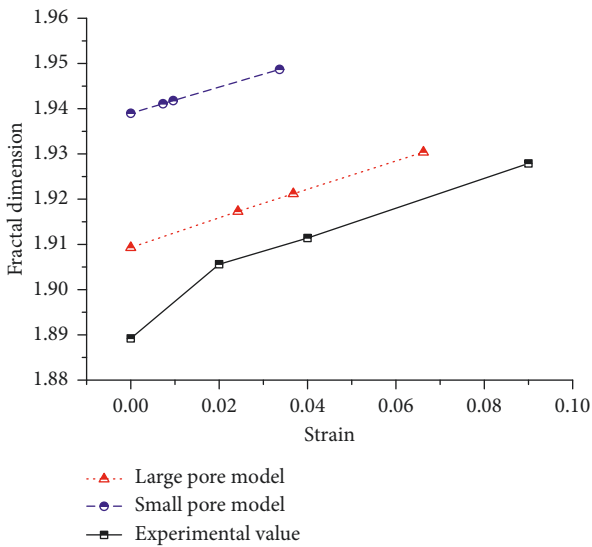 1.96
1.95
1.94
1.93
1.92
1.91
1.90
1.89
1.88
Fractal dimension
0.00 0.02 0.04 0.06 0.08 0.10
Strain
Large pore model
Small pore model
Experimental value